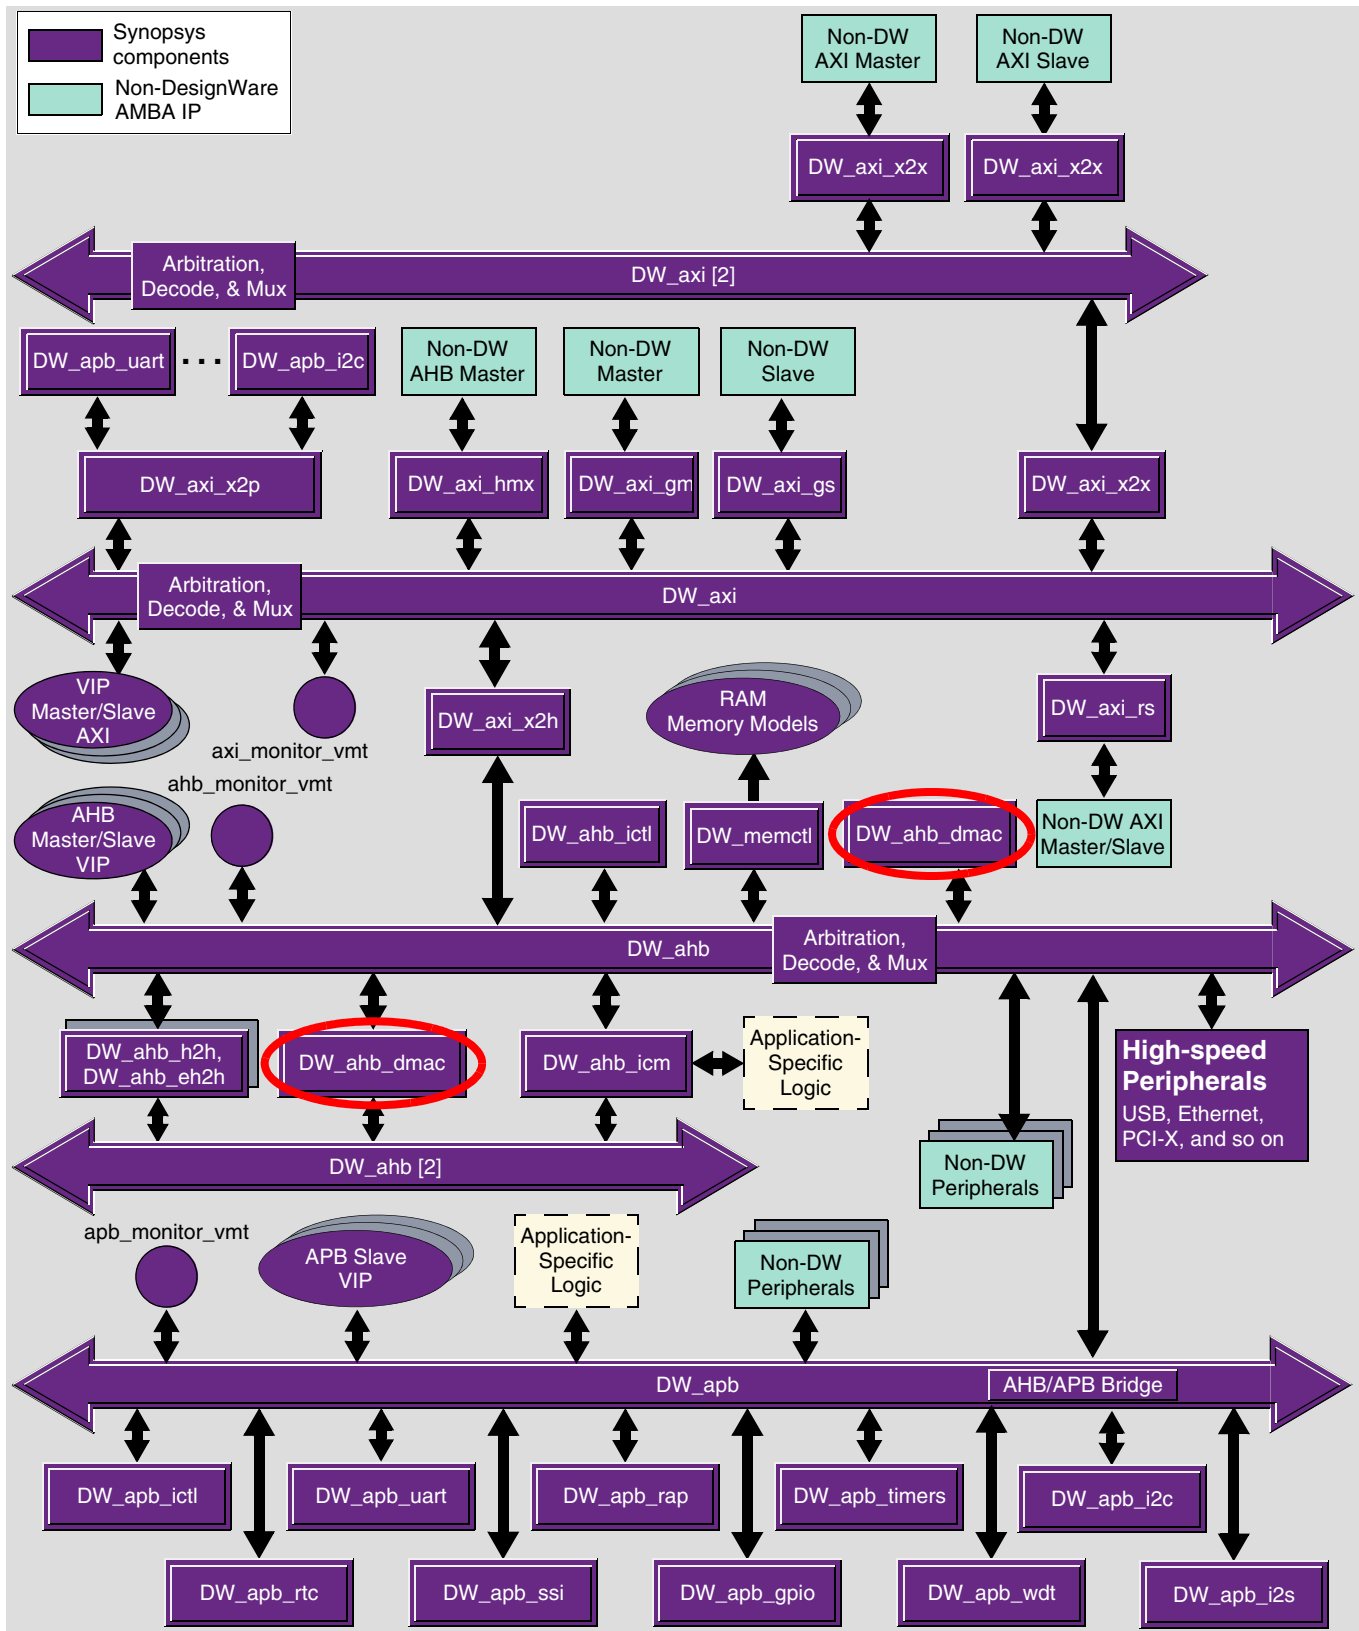 Synopsys
components
Non-DesignWare
AMBA IP
Non-DW
AXI Master
Non-DW
AXI Slave
DW_axi_x2x
DW_axi_x2x
Arbitration,
Decode, & Mux
DW_axi [2]
DW_apb_uart
. . .
DW_apb_i2c
Non-DW
AHB Master
Non-DW
Master
Non-DW
Slave
DW_axi_x2p
DW_axi_hmx
DW_axi_gm
DW_axi_gs
DW_axi_x2x
Arbitration,
Decode, & Mux
DW_axi
VIP
Master/Slave
AXI
axi_monitor_vmt
DW_axi_x2h
RAM
Memory Models
DW_axi_rs
ahb_monitor_vmt
AHB
Master/Slave
VIP
DW_ahb_ictl
DW_memctl
DW_ahb_dmac
Non-DW AXI
Master/Slave
DW_ahb
Arbitration,
Decode, & Mux
DW_ahb_h2h,
DW_ahb_eh2h
DW_ahb_dmac
DW_ahb_icm
Application-
Specific
Logic
High-speed
Peripherals
USB, Ethernet,
PCI-X, and so on
DW_ahb [2]
Non-DW
Peripherals
apb_monitor_vmt
APB Slave
VIP
Application-
Specific
Logic
Non-DW
Peripherals
DW_apb
AHB/APB Bridge
DW_apb_ictl
DW_apb_uart
DW_apb_rap
DW_apb_timers
DW_apb_i2c
DW_apb_rtc
DW_apb_ssi
DW_apb_gpio
DW_apb_wdt
DW_apb_i2s